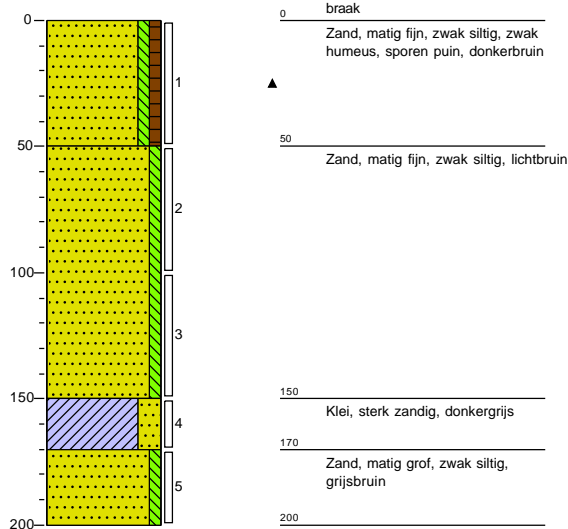 0
50
100
150
200
1
2
3
4
5
braak
0
Zand, matig fijn, zwak siltig, zwak
humeus, sporen puin, donkerbruin
50
Zand, matig fijn, zwak siltig, lichtbruin
150
Klei, sterk zandig, donkergrijs
170
Zand, matig grof, zwak siltig,
grijsbruin
200